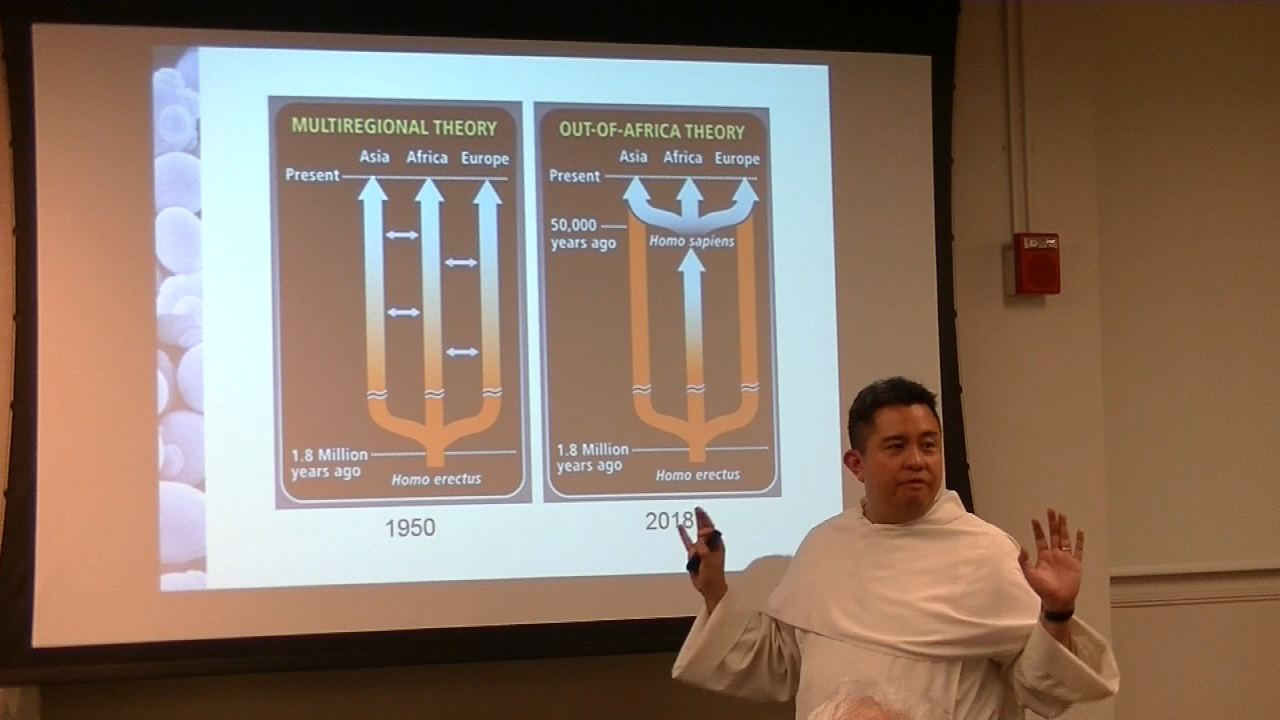 MULTIREGIONAL THEORY
Asia Africa Europe
Present
1.8 Million
years ago
Homo erectus
1950
OUT-OF-AFRICA THEORY
Asia Africa Europe
Present
50,000
years ago
Homo sapiens
1.8 Million
years ago
Homo erectus
2018